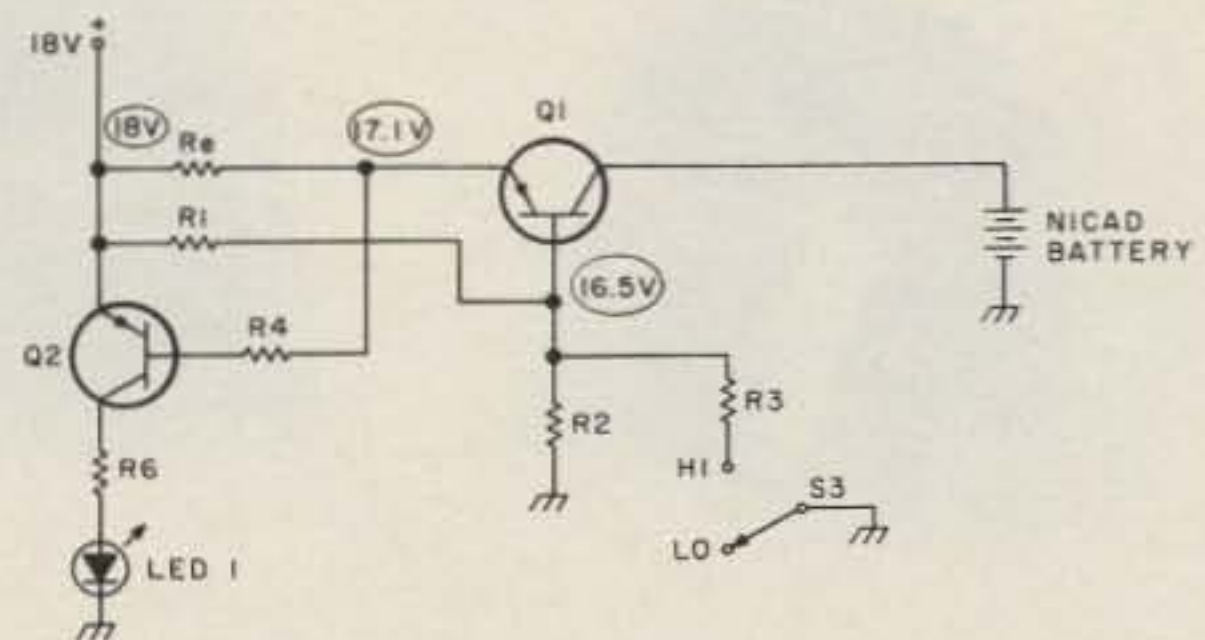 +
18V
18V
Re
17.1V
Q1
R1
NICAD
BATTERY
16.5V
Q2
R4
R2
R3
R6
HI
S3
LO
LED 1